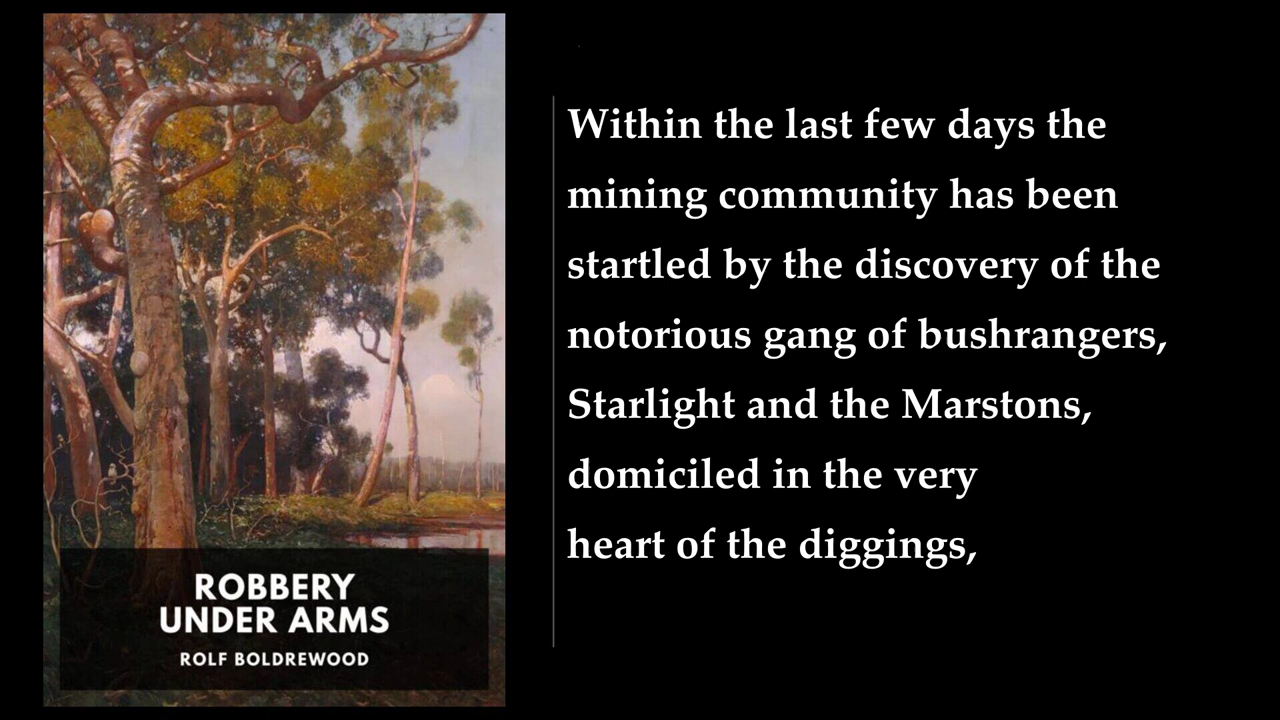 ROBBERY
UNDER ARMS
ROLF BOLDREWOOD
Within the last few days the
mining community has been
startled by the discovery of the
notorious gang of bushrangers,
Starlight and the Marstons,
domiciled in the very
heart of the diggings,